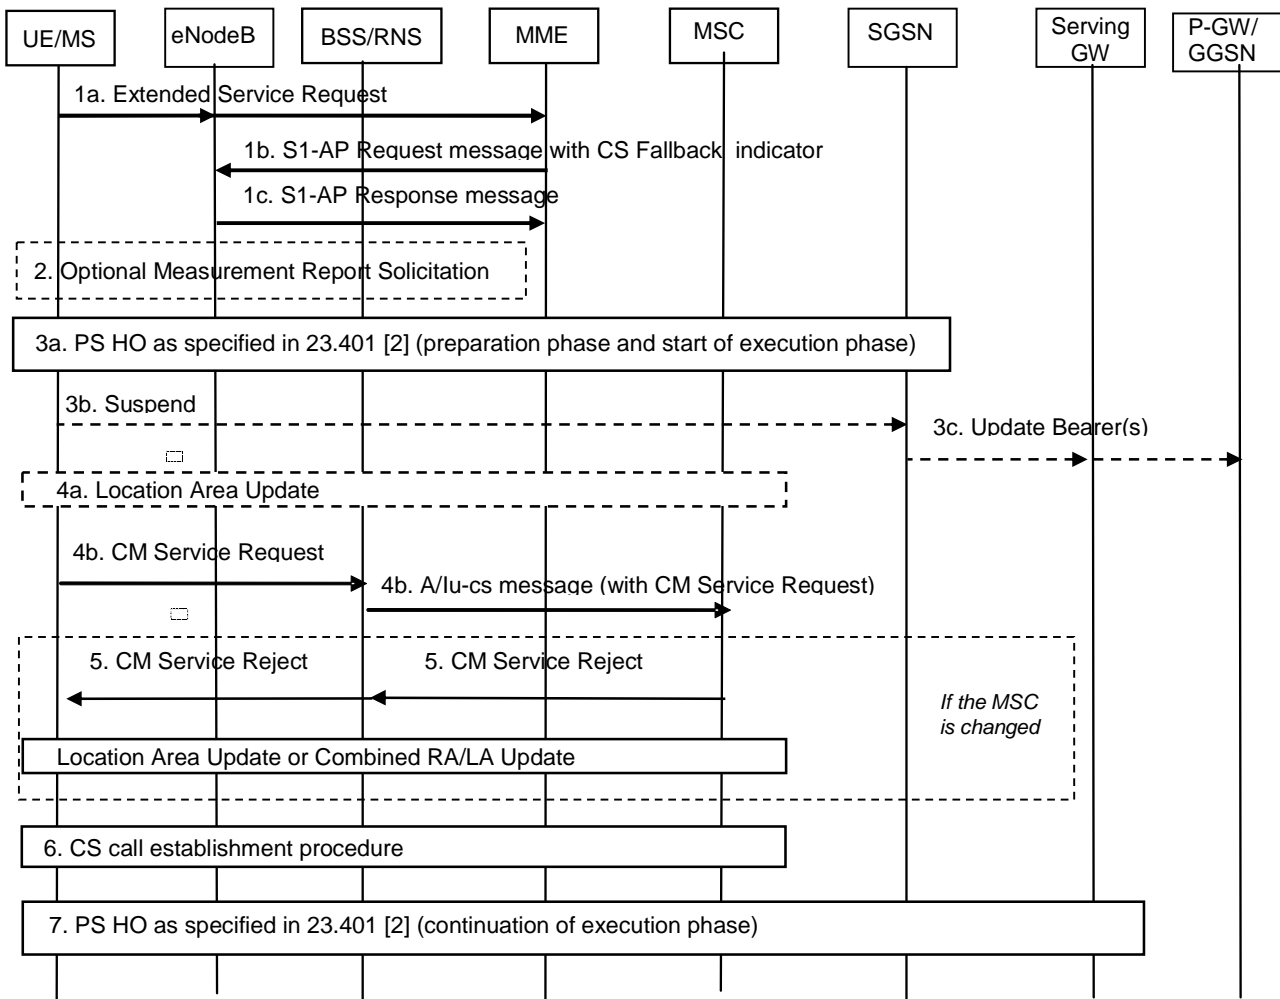 UE/MS
eNodeB
BSS/RNS
MME
MSC
SGSN
Serving
GW
P-GW/
GGSN
1a. Extended Service Request
1b. S1-AP Request message with CS Fallback indicator
1c. S1-AP Response message
2. Optional Measurement Report Solicitation
3a. PS HO as specified in 23.401 [2] (preparation phase and start of execution phase)
3b. Suspend
3c. Update Bearer(s)
4a. Location Area Update
4b. CM Service Request
4b. A/Iu-cs message (with CM Service Request)
5. CM Service Reject
5. CM Service Reject
If the MSC
is changed
Location Area Update or Combined RA/LA Update
6. CS call establishment procedure
7. PS HO as specified in 23.401 [2] (continuation of execution phase)